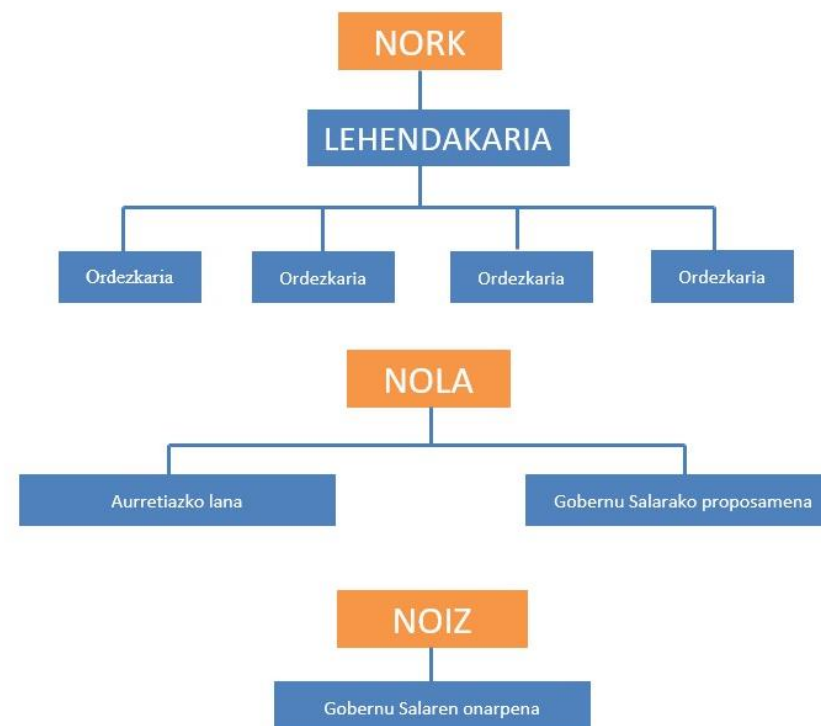 NORK
LEHENDAKARIA
Ordezkaria
Ordezkaria
Ordezkaria
Ordezkaria
NOLA
Aurretiazko lana
Gobernu Salarako proposamena
NOIZ
Gobernu Salaren onarpena